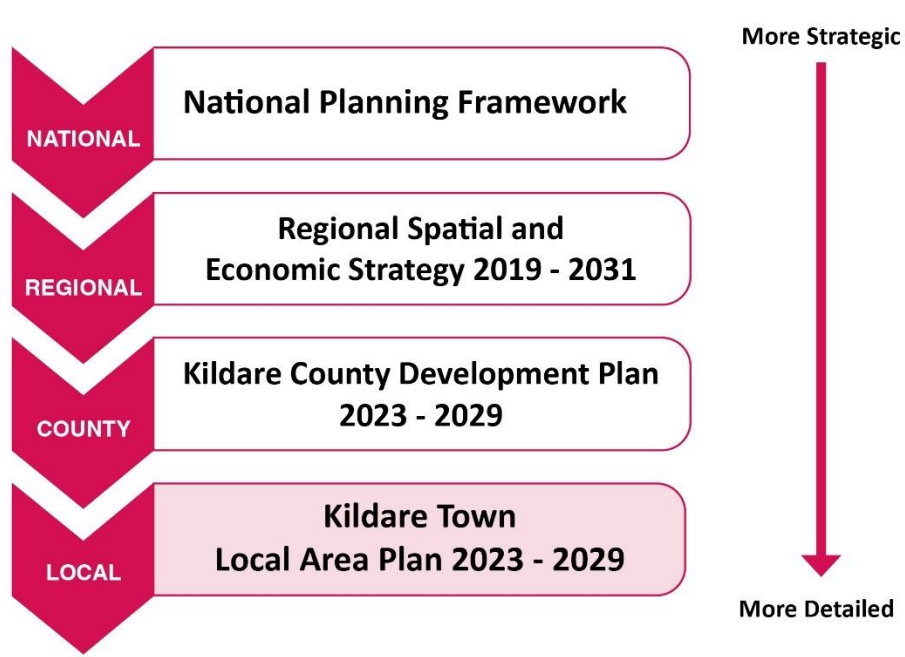 More Strategic
NATIONAL
National Planning Framework
REGIONAL
Regional Spatial and
Economic Strategy 2019 - 2031
COUNTY
Kildare County Development Plan
2023 - 2029
LOCAL
Kildare Town
Local Area Plan 2023 - 2029
More Detailed